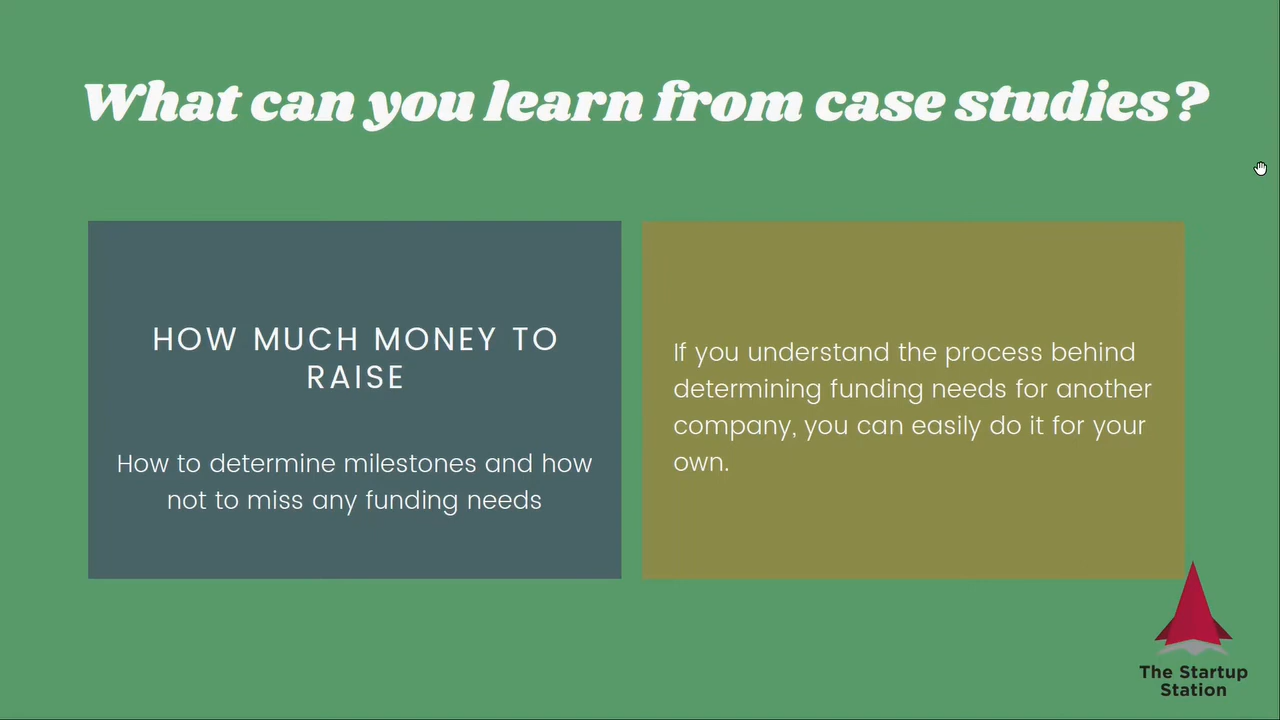 What can you learn from case studies?
HOW MUCH MONEY TO
RAISE
How to determine milestones and how
not to miss any funding needs
If you understand the process behind
determining funding needs for another
company, you can easily do it for your
own.
The Startup
Station